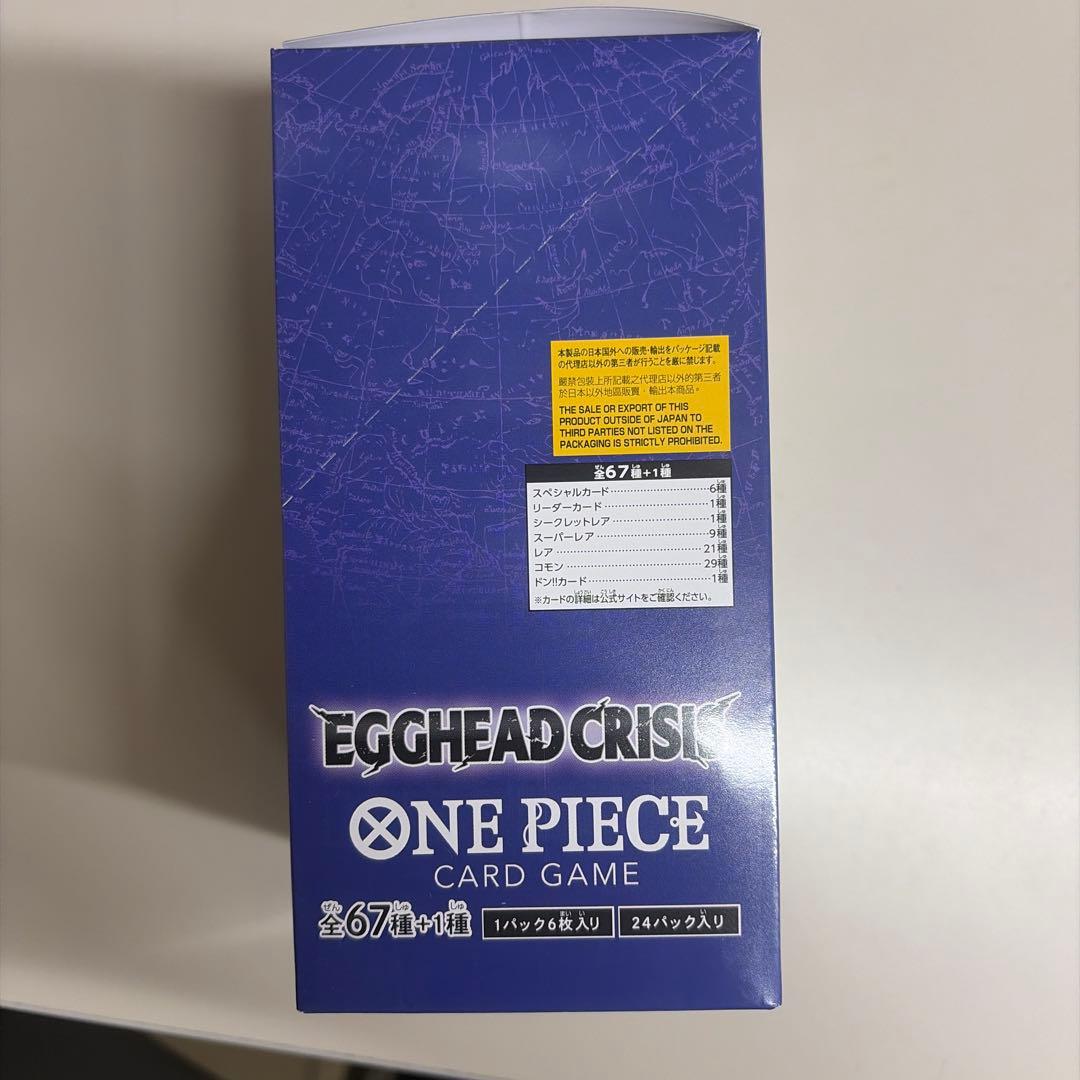 本製品の日本国外への販売・輸出をパッケージ記載
の代理店以外の第三者が行うことを厳に禁じます。
嚴禁包裝上所記載之代理店以外的第三者
於日本以外地區販賣、輸出本商品。
THE SALE OR EXPORT OF THIS
PRODUCT OUTSIDE OF JAPAN TO
THIRD PARTIES NOT LISTED ON THE
PACKAGING IS STRICTLY PROHIBITED.
全67種+1種
スペシャルカード…………………………6種
リーダーカード……………………………1種
シークレットレア…………………………1種
スーパーレア………………………………9種
レア…………………………………………21種
コモン………………………………………29種
ドン!!カード………………………………1種
※カードの詳細は公式サイトをご確認ください。
EGGHEAD CRISIS
ONE PIECE
CARD GAME
全67種+1種 1パック6枚入り 24パック入り